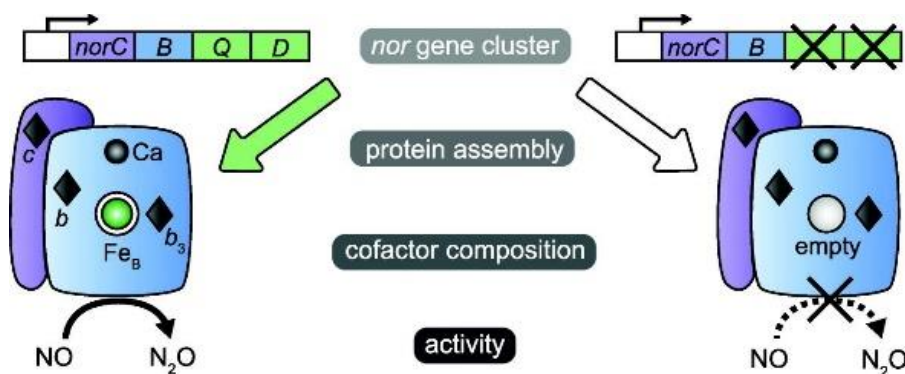 norC B Q D
nor gene cluster
norC B
protein assembly
cofactor composition
activity
c
Ca
b
b3
FeB
NO N2O
empty
NO N2O